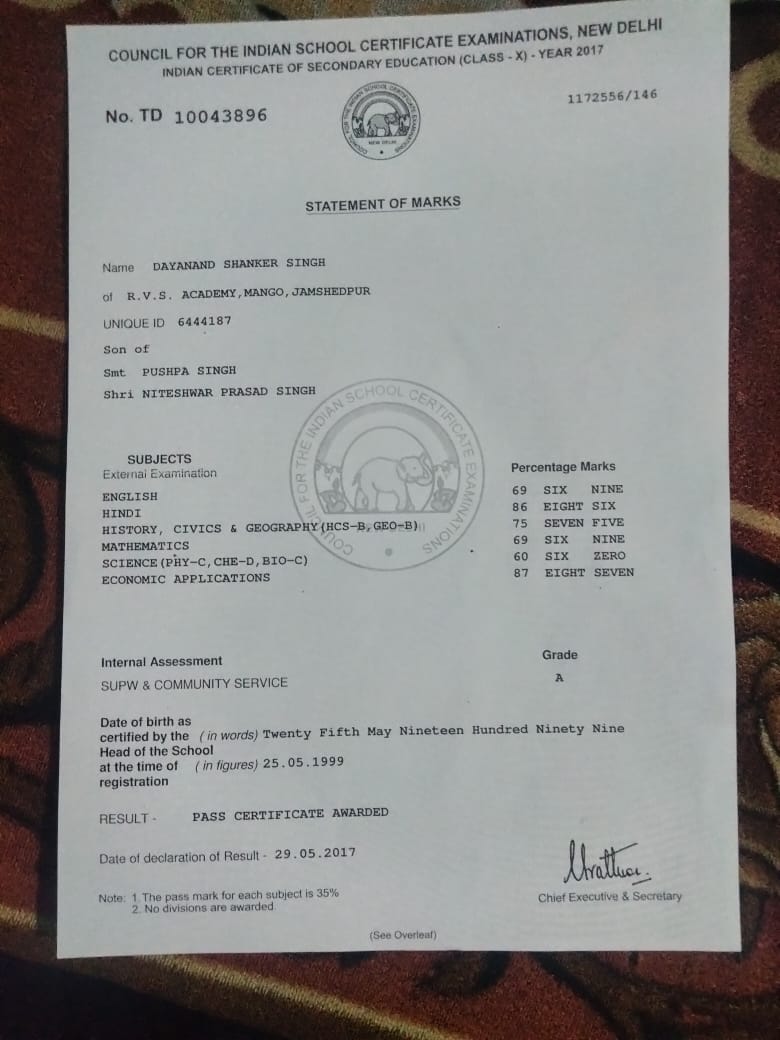 COUNCIL FOR THE INDIAN SCHOOL CERTIFICATE EXAMINATIONS, NEW DELHI
INDIAN CERTIFICATE OF SECONDARY EDUCATION (CLASS - X) - YEAR 2017
No. TD 10043896
1172556/146
COUNCIL FOR THE INDIAN SCHOOL CERTIFICATE EXAMINATIONS
NEW DELHI
STATEMENT OF MARKS
Name DAYANAND SHANKER SINGH
of R.V.S. ACADEMY,MANGO,JAMSHEDPUR
UNIQUE ID 6444187
Son of
Smt PUSHPA SINGH
Shri NITESHWAR PRASAD SINGH
COUNCIL FOR THE INDIAN SCHOOL CERTIFICATE EXAMINATIONS
SUBJECTS Percentage Marks
External Examination
ENGLISH 69 SIX NINE
HINDI 86 EIGHT SIX
HISTORY, CIVICS & GEOGRAPHY(HCS-B,GEO-B) 75 SEVEN FIVE
MATHEMATICS 69 SIX NINE
SCIENCE(PHY-C,CHE-D,BIO-C) 60 SIX ZERO
ECONOMIC APPLICATIONS 87 EIGHT SEVEN
Internal Assessment Grade
SUPW & COMMUNITY SERVICE A
Date of birth as
certified by the (in words) Twenty Fifth May Nineteen Hundred Ninety Nine
Head of the School
at the time of (in figures) 25.05.1999
registration
RESULT - PASS CERTIFICATE AWARDED
Date of declaration of Result - 29.05.2017
Chief Executive & Secretary
Note: 1. The pass mark for each subject is 35%
2. No divisions are awarded.
(See Overleaf)